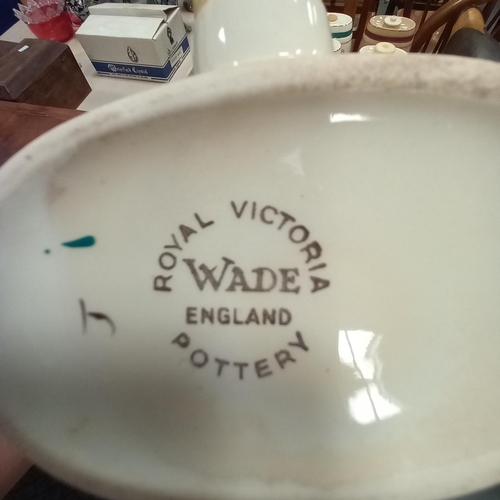 ROYAL VICTORIA
WADE
ENGLAND
POTTERY
J